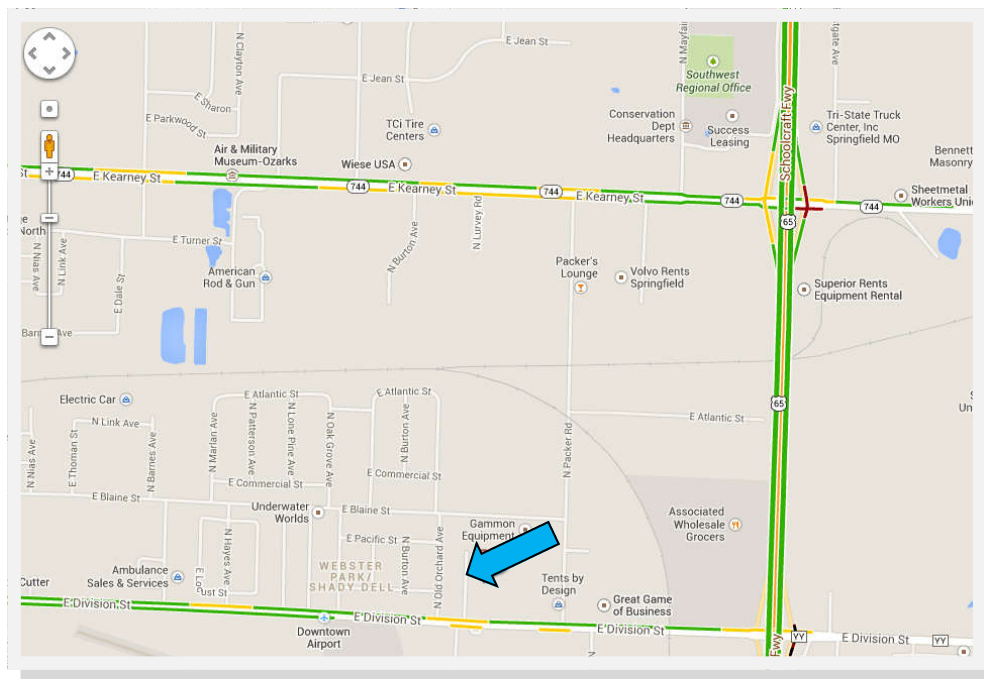 E Jean St
N Mayfair
N Clayton Ave
Southwest
Regional Office
E Jean St
Sharon
E Parkwood St
TCi Tire
Centers
Conservation
Dept
Headquarters
Success
Leasing
Schoolcraft Fwy
Tri-State Truck
Center, Inc
Springfield MO
Air & Military
Museum-Ozarks
Wiese USA
Bennett
Masonry
St
744
E Kearney St
744
E Kearney St
744
E Kearney St
744
65
744
Sheetmetal
Workers Uni
North
N Nias Ave
N Link Ave
E Turner St
N Burton Ave
N Lurvey Rd
E Dale St
American
Rod & Gun
Packer's
Lounge
Volvo Rents
Springfield
Superior Rents
Equipment Rental
Ave
Electric Car
E Atlantic St
E Atlantic St
65
E Atlantic St
Un
N Link Ave
N Nias Ave
E Thoman St
N Barnes Ave
N Marlan Ave
N Patterson Ave
N Lone Pine Ave
N Oak Grove Ave
N Burton Ave
N Packer Rd
E Commercial St
E Commercial St
E Blaine St
Underwater
Worlds
E Blaine St
Gammon
Equipment
Associated
Wholesale
Grocers
N Hayes Ave
E Pacific St
N Burton Ave
N Old Orchard Ave
WEBSTER
PARK/
SHADY DELL
Cutter
Ambulance
Sales & Services
E Locust St
Tents by
Design
Great Game
of Business
E Division St
E Division St
E Division St
YY
E Division St
YY
Downtown
Airport
N
Fwy